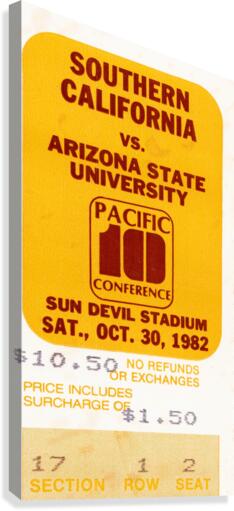 SOUTHERN
CALIFORNIA
VS.
ARIZONA STATE
UNIVERSITY
PACIFIC
10
CONFERENCE
SUN DEVIL STADIUM
SAT., OCT. 30, 1982
$10.50 NO REFUNDS
OR EXCHANGES
PRICE INCLUDES
SURCHARGE OF $1.50
17 1 2
SECTION ROW SEAT